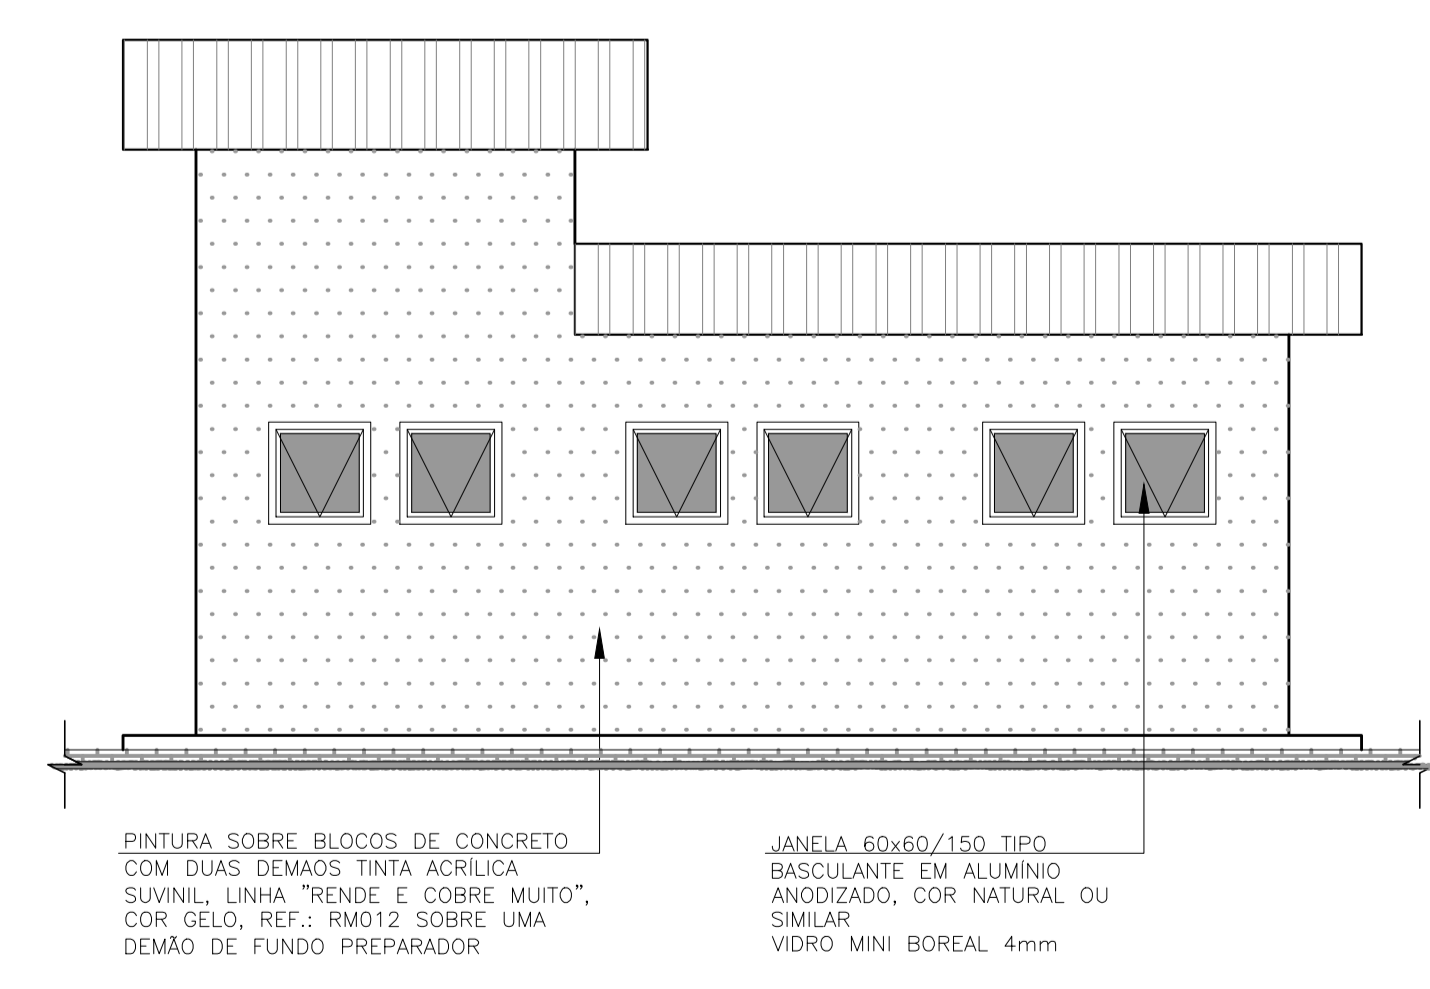 PINTURA SOBRE BLOCOS DE CONCRETO
COM DUAS DEMAOS TINTA ACRÍLICA
SUVINIL, LINHA "RENDE E COBRE MUITO",
COR GELO, REF.: RM012 SOBRE UMA
DEMÃO DE FUNDO PREPARADOR
JANELA 60x60/150 TIPO
BASCULANTE EM ALUMÍNIO
ANODIZADO, COR NATURAL OU
SIMILAR
VIDRO MINI BOREAL 4mm